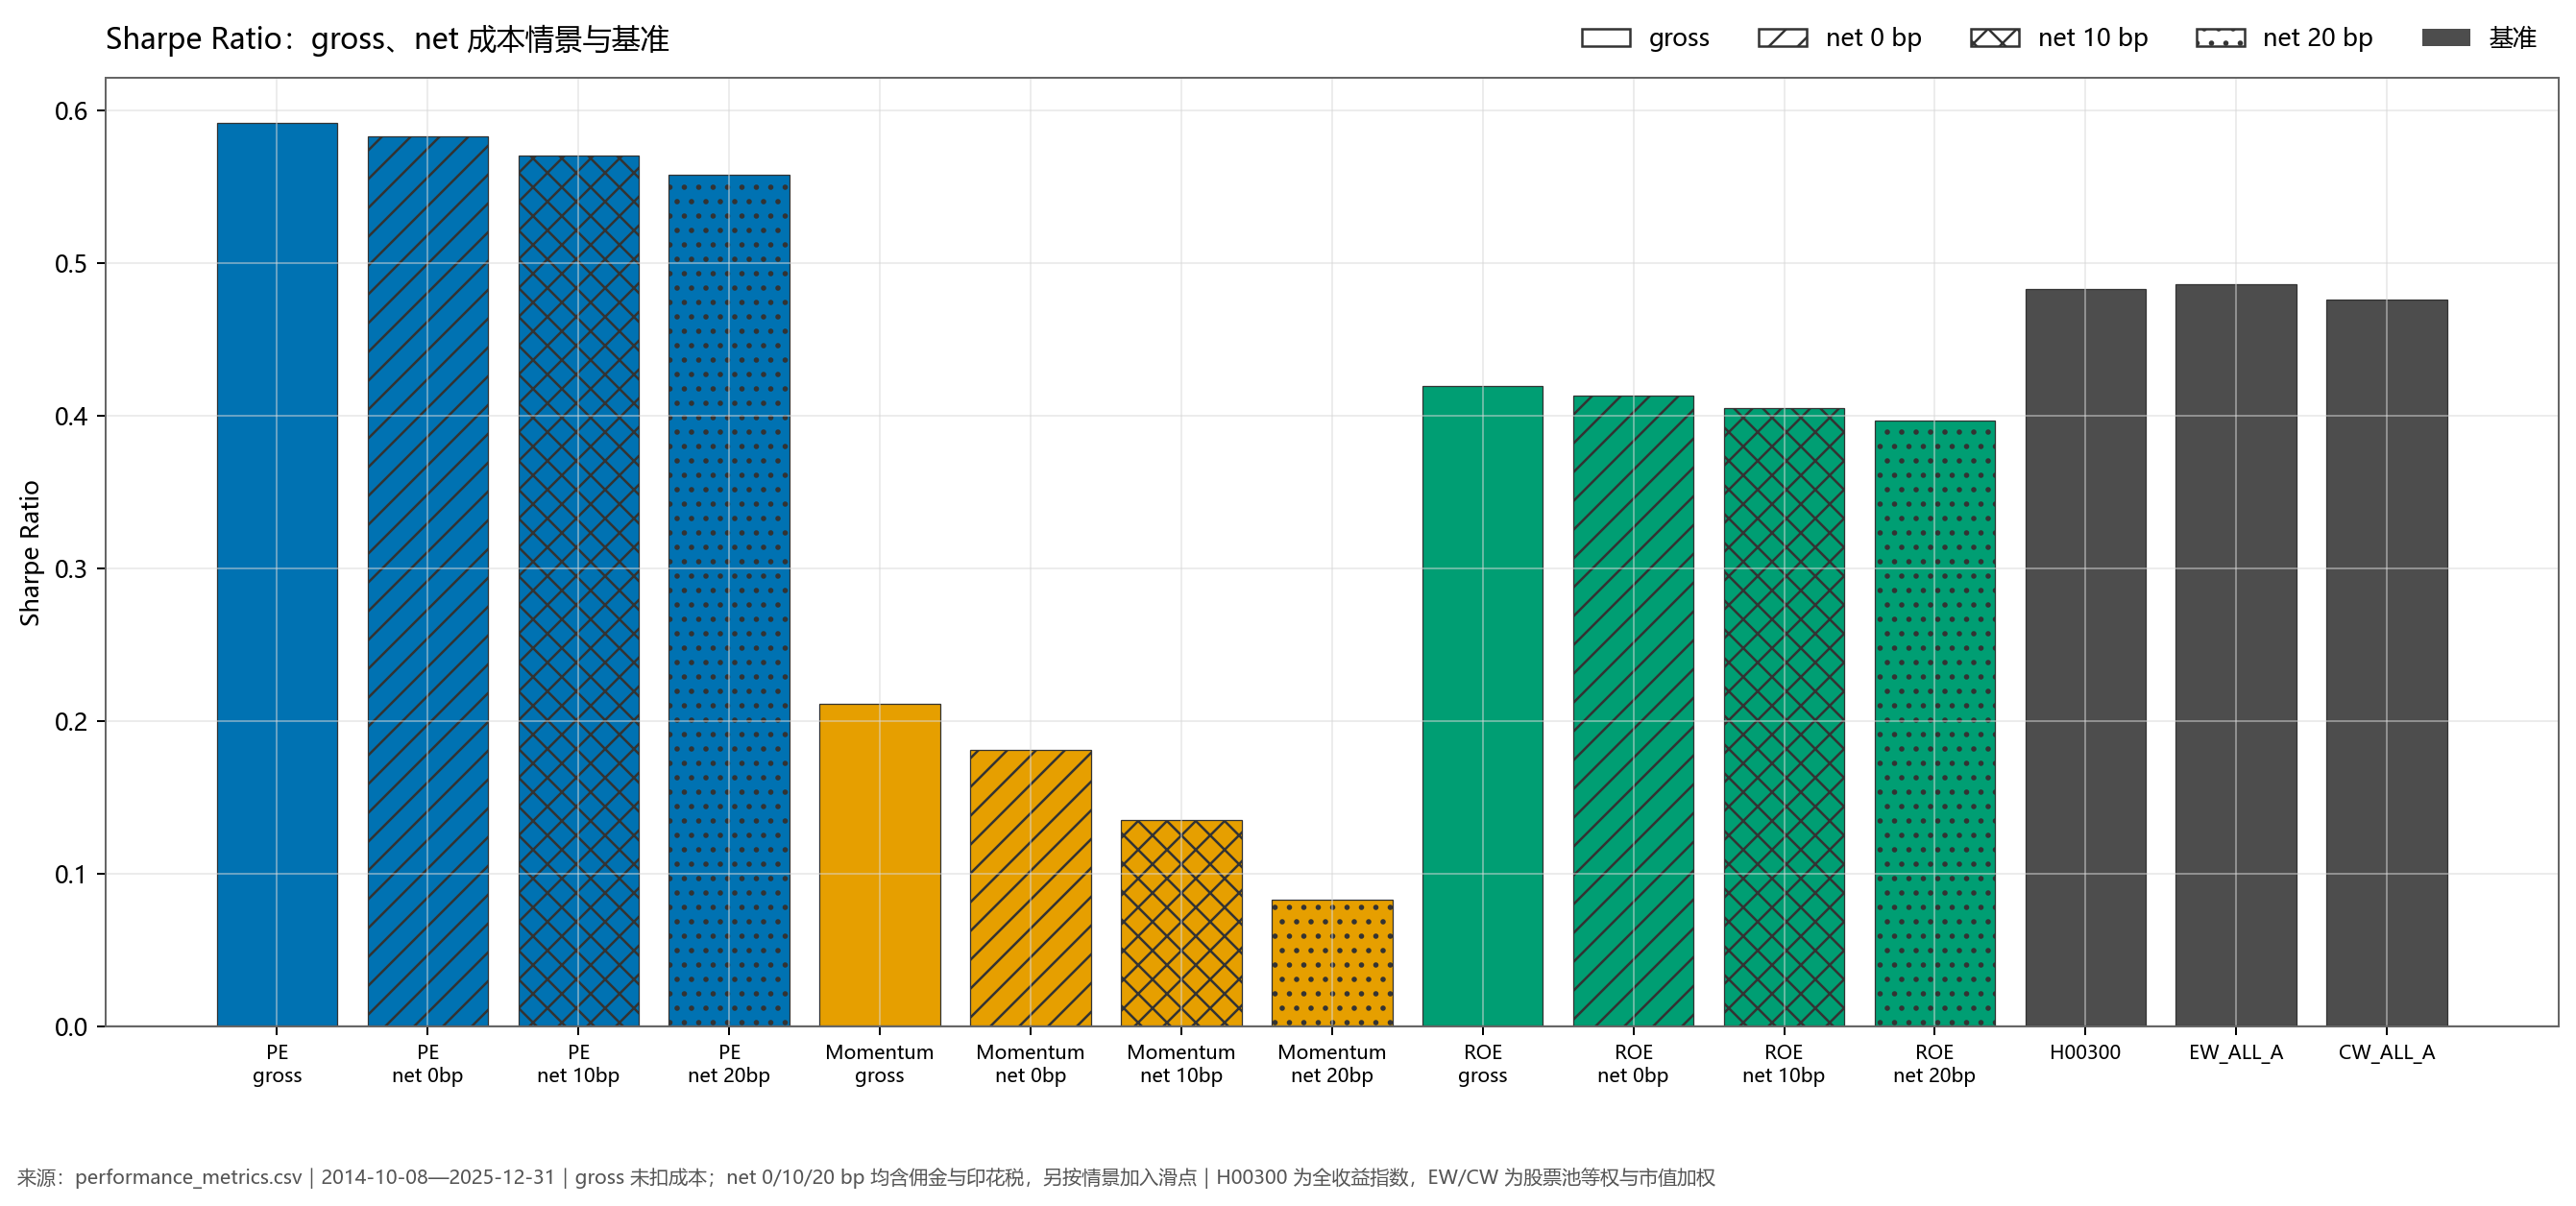 Sharpe Ratio：gross、net 成本情景与基准
gross
net 0 bp
net 10 bp
net 20 bp
基准
Sharpe Ratio
0.6
0.5
0.4
0.3
0.2
0.1
0.0
PE
gross
PE
net 0bp
PE
net 10bp
PE
net 20bp
Momentum
gross
Momentum
net 0bp
Momentum
net 10bp
Momentum
net 20bp
ROE
gross
ROE
net 0bp
ROE
net 10bp
ROE
net 20bp
H00300
EW_ALL_A
CW_ALL_A
来源：performance_metrics.csv | 2014-10-08—2025-12-31 | gross 未扣成本；net 0/10/20 bp 均含佣金与印花税，另按情景加入滑点 | H00300 为全收益指数，EW/CW 为股票池等权与市值加权